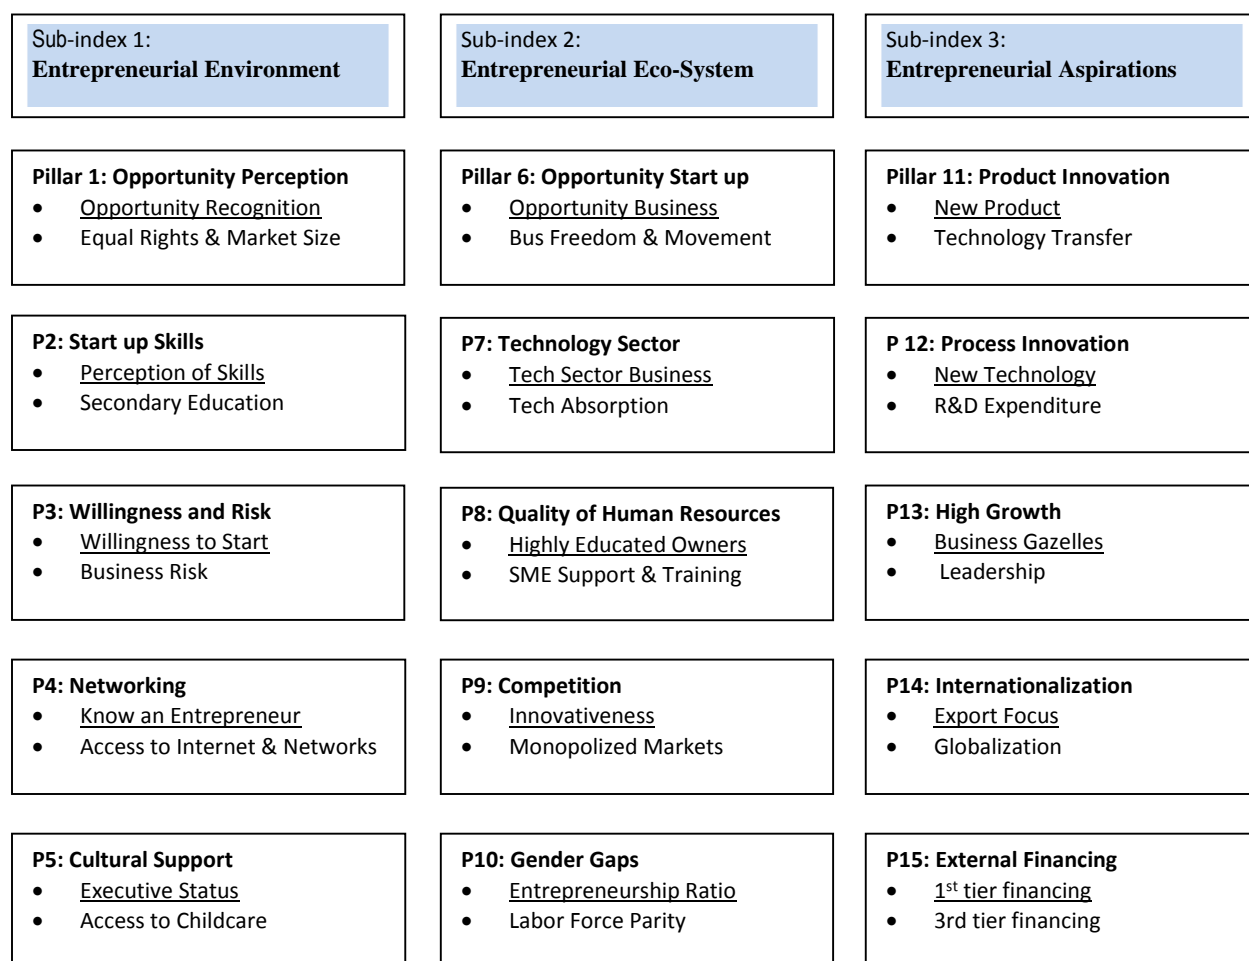 Sub-index 1:
Entrepreneurial Environment
Sub-index 2:
Entrepreneurial Eco-System
Sub-index 3:
Entrepreneurial Aspirations
Pillar 1: Opportunity Perception
• Opportunity Recognition
• Equal Rights & Market Size
Pillar 6: Opportunity Start up
• Opportunity Business
• Bus Freedom & Movement
Pillar 11: Product Innovation
• New Product
• Technology Transfer
P2: Start up Skills
• Perception of Skills
• Secondary Education
P7: Technology Sector
• Tech Sector Business
• Tech Absorption
P 12: Process Innovation
• New Technology
• R&D Expenditure
P3: Willingness and Risk
• Willingness to Start
• Business Risk
P8: Quality of Human Resources
• Highly Educated Owners
• SME Support & Training
P13: High Growth
• Business Gazelles
• Leadership
P4: Networking
• Know an Entrepreneur
• Access to Internet & Networks
P9: Competition
• Innovativeness
• Monopolized Markets
P14: Internationalization
• Export Focus
• Globalization
P5: Cultural Support
• Executive Status
• Access to Childcare
P10: Gender Gaps
• Entrepreneurship Ratio
• Labor Force Parity
P15: External Financing
• 1st tier financing
• 3rd tier financing